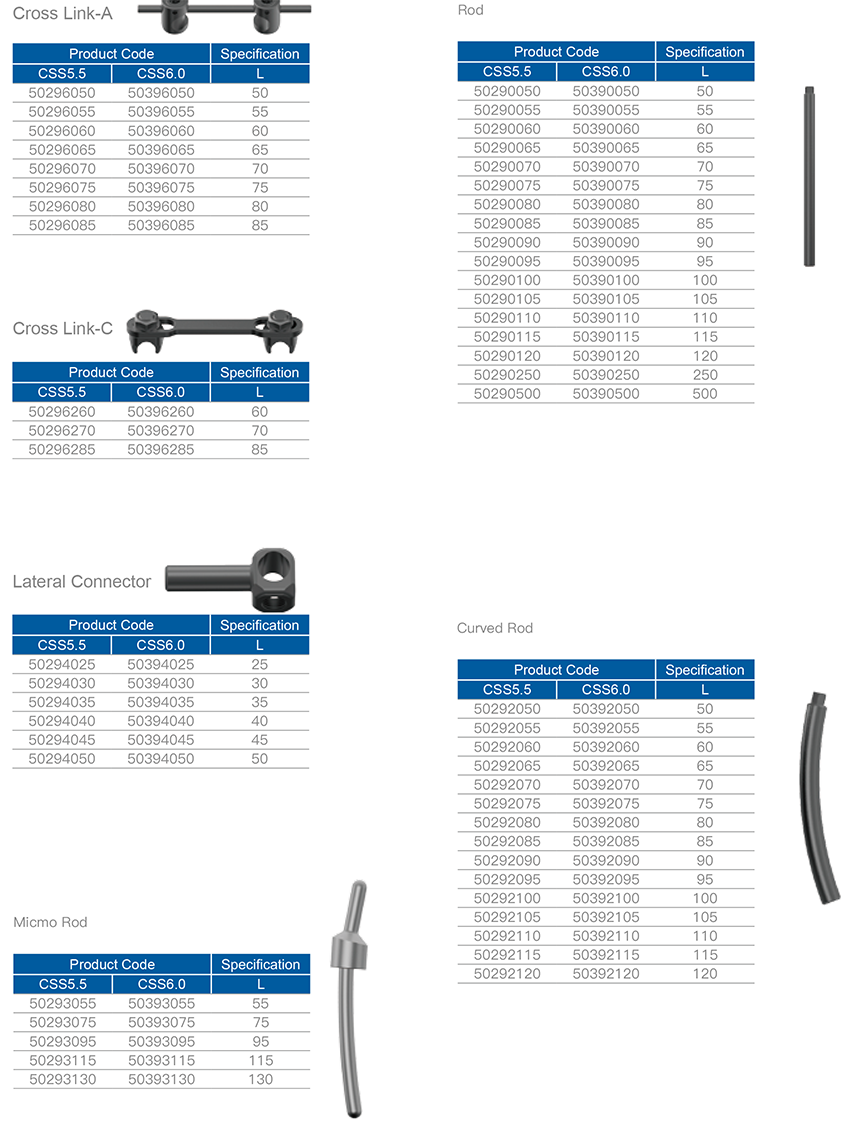 Cross Link-A
Product Code Specification
CSS5.5 CSS6.0 L
50296050 50396050 50
50296055 50396055 55
50296060 50396060 60
50296065 50396065 65
50296070 50396070 70
50296075 50396075 75
50296080 50396080 80
50296085 50396085 85
Cross Link-C
Product Code Specification
CSS5.5 CSS6.0 L
50296260 50396260 60
50296270 50396270 70
50296285 50396285 85
Lateral Connector
Product Code Specification
CSS5.5 CSS6.0 L
50294025 50394025 25
50294030 50394030 30
50294035 50394035 35
50294040 50394040 40
50294045 50394045 45
50294050 50394050 50
Micmo Rod
Product Code Specification
CSS5.5 CSS6.0 L
50293055 50393055 55
50293075 50393075 75
50293095 50393095 95
50293115 50393115 115
50293130 50393130 130
Rod
Product Code Specification
CSS5.5 CSS6.0 L
50290050 50390050 50
50290055 50390055 55
50290060 50390060 60
50290065 50390065 65
50290070 50390070 70
50290075 50390075 75
50290080 50390080 80
50290085 50390085 85
50290090 50390090 90
50290095 50390095 95
50290100 50390100 100
50290105 50390105 105
50290110 50390110 110
50290115 50390115 115
50290120 50390120 120
50290250 50390250 250
50290500 50390500 500
Curved Rod
Product Code Specification
CSS5.5 CSS6.0 L
50292050 50392050 50
50292055 50392055 55
50292060 50392060 60
50292065 50392065 65
50292070 50392070 70
50292075 50392075 75
50292080 50392080 80
50292085 50392085 85
50292090 50392090 90
50292095 50392095 95
50292100 50392100 100
50292105 50392105 105
50292110 50392110 110
50292115 50392115 115
50292120 50392120 120